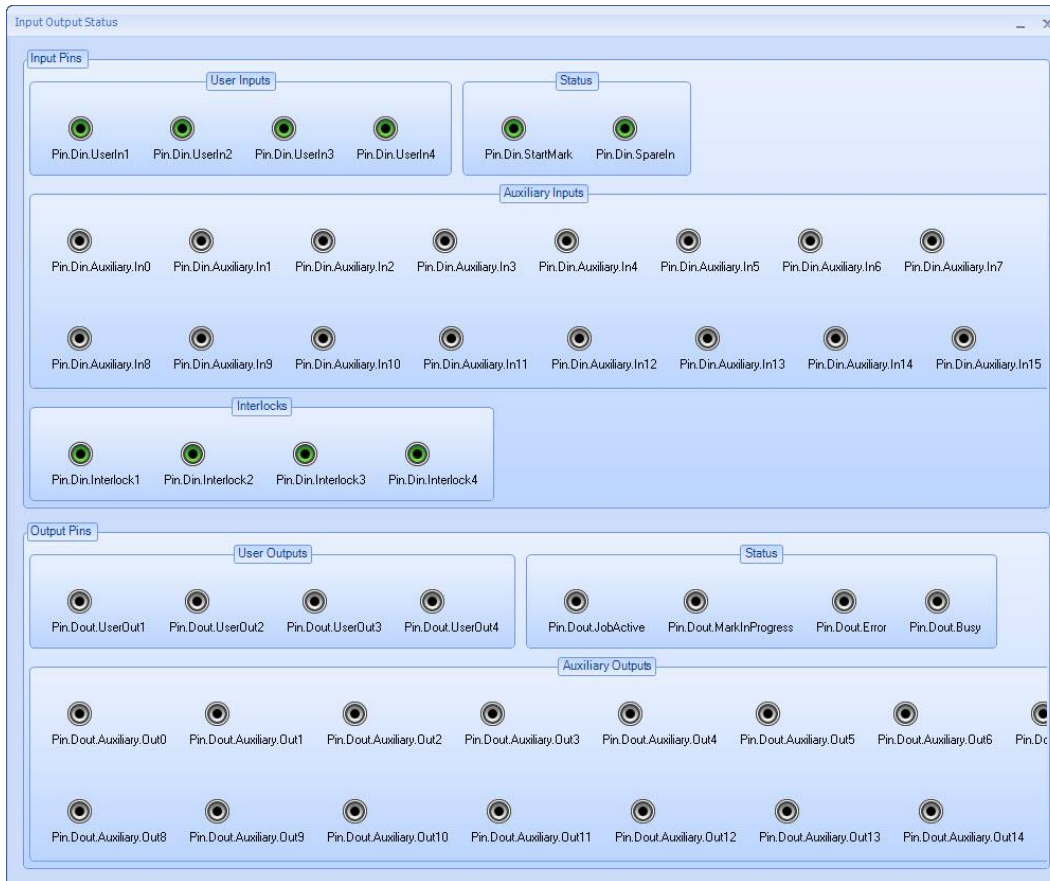 Input Output Status
Input Pins
User Inputs Status
Pin.Din.UserIn1 Pin.Din.UserIn2 Pin.Din.UserIn3 Pin.Din.UserIn4 Pin.Din.StartMark Pin.Din.SpareIn
Auxiliary Inputs
Pin.Din.Auxiliary.In0 Pin.Din.Auxiliary.In1 Pin.Din.Auxiliary.In2 Pin.Din.Auxiliary.In3 Pin.Din.Auxiliary.In4 Pin.Din.Auxiliary.In5 Pin.Din.Auxiliary.In6 Pin.Din.Auxiliary.In7
Pin.Din.Auxiliary.In8 Pin.Din.Auxiliary.In9 Pin.Din.Auxiliary.In10 Pin.Din.Auxiliary.In11 Pin.Din.Auxiliary.In12 Pin.Din.Auxiliary.In13 Pin.Din.Auxiliary.In14 Pin.Din.Auxiliary.In15
Interlocks
Pin.Din.Interlock1 Pin.Din.Interlock2 Pin.Din.Interlock3 Pin.Din.Interlock4
Output Pins
User Outputs Status
Pin.Dout.UserOut1 Pin.Dout.UserOut2 Pin.Dout.UserOut3 Pin.Dout.UserOut4 Pin.Dout.JobActive Pin.Dout.MarkInProgress Pin.Dout.Error Pin.Dout.Busy
Auxiliary Outputs
Pin.Dout.Auxiliary.Out0 Pin.Dout.Auxiliary.Out1 Pin.Dout.Auxiliary.Out2 Pin.Dout.Auxiliary.Out3 Pin.Dout.Auxiliary.Out4 Pin.Dout.Auxiliary.Out5 Pin.Dout.Auxiliary.Out6
Pin.Dout.Auxiliary.Out8 Pin.Dout.Auxiliary.Out9 Pin.Dout.Auxiliary.Out10 Pin.Dout.Auxiliary.Out11 Pin.Dout.Auxiliary.Out12 Pin.Dout.Auxiliary.Out13 Pin.Dout.Auxiliary.Out14